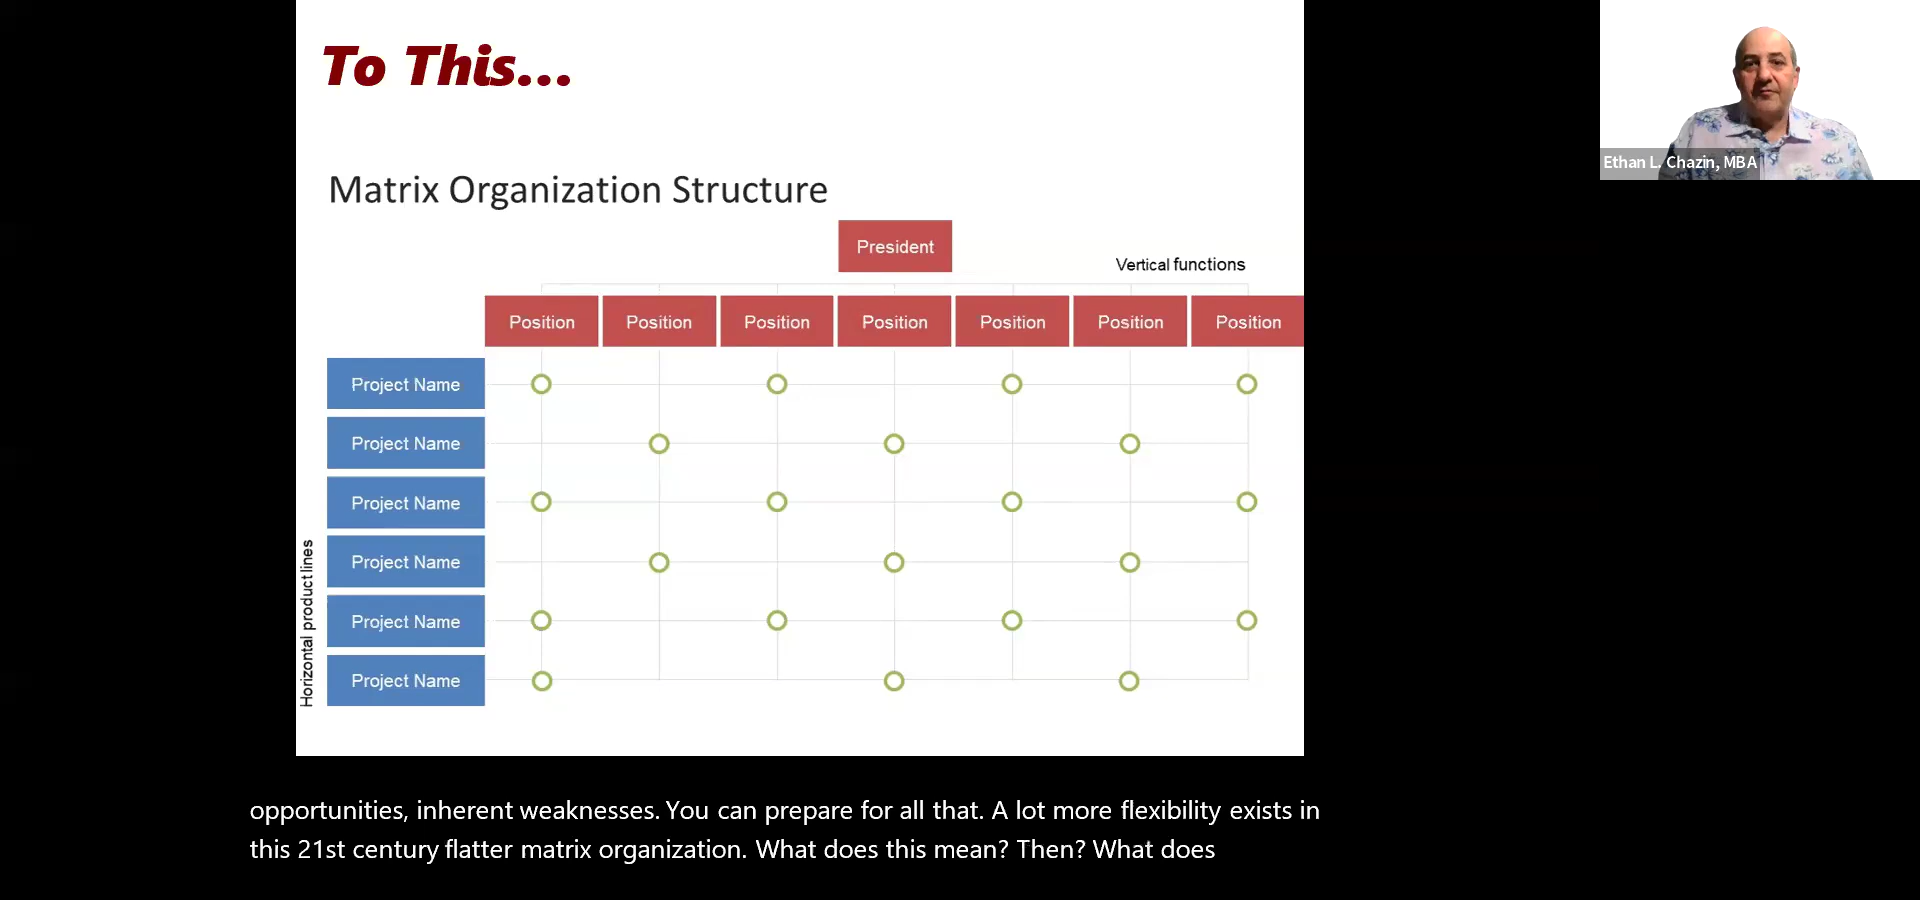 To This...
Ethan L. Chazin, MBA
Matrix Organization Structure
President
Vertical functions
Position Position Position Position Position Position Position
Project Name
Project Name
Project Name
Project Name
Project Name
Project Name
Horizontal product lines
opportunities, inherent weaknesses. You can prepare for all that. A lot more flexibility exists in
this 21st century flatter matrix organization. What does this mean? Then? What does